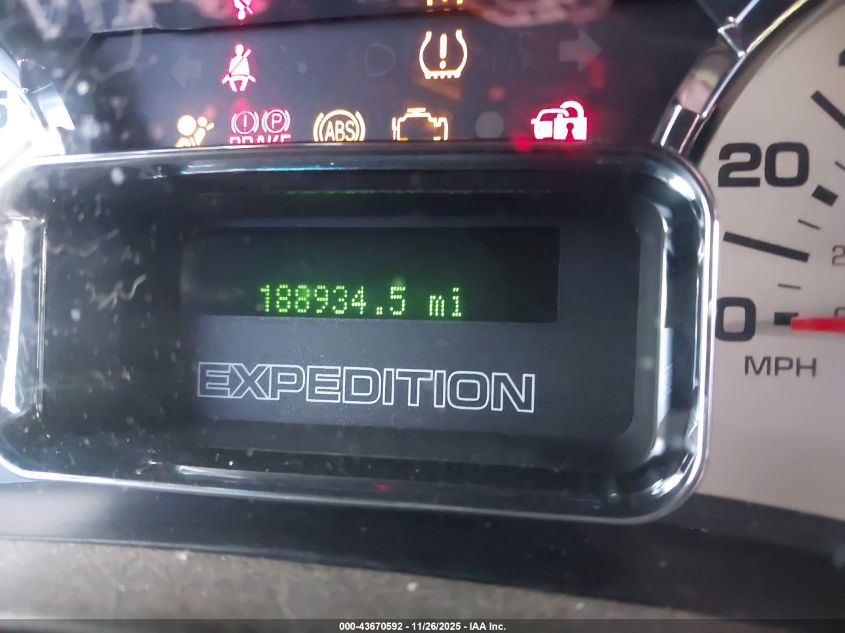 (!) (P)
BRAKE
ABS
20
0
MPH
188934.5 mi
EXPEDITION
000-43670592 - 11/26/2025 - IAA Inc.